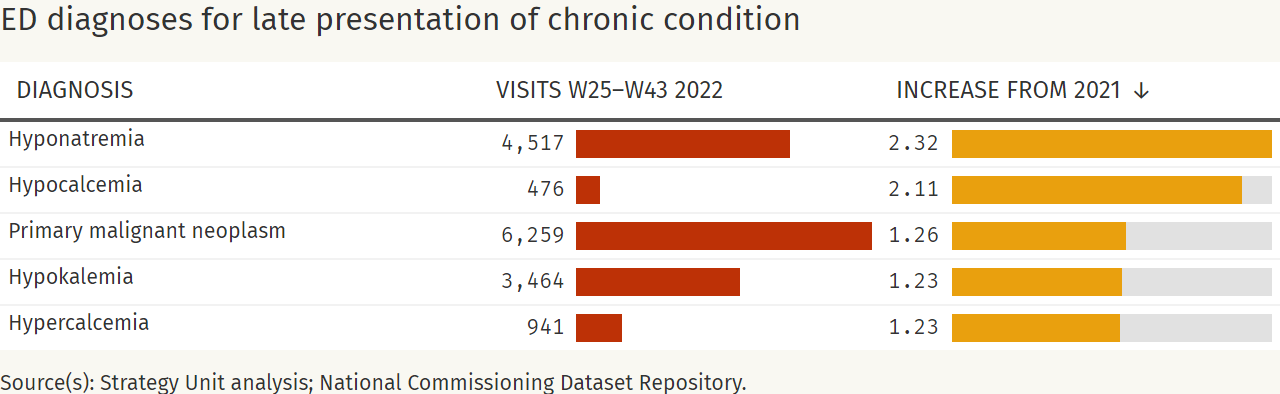 ED diagnoses for late presentation of chronic condition
DIAGNOSIS VISITS W25–W43 2022 INCREASE FROM 2021 ↓
Hyponatremia 4,517 2.32
Hypocalcemia 476 2.11
Primary malignant neoplasm 6,259 1.26
Hypokalemia 3,464 1.23
Hypercalcemia 941 1.23
Source(s): Strategy Unit analysis; National Commissioning Dataset Repository.